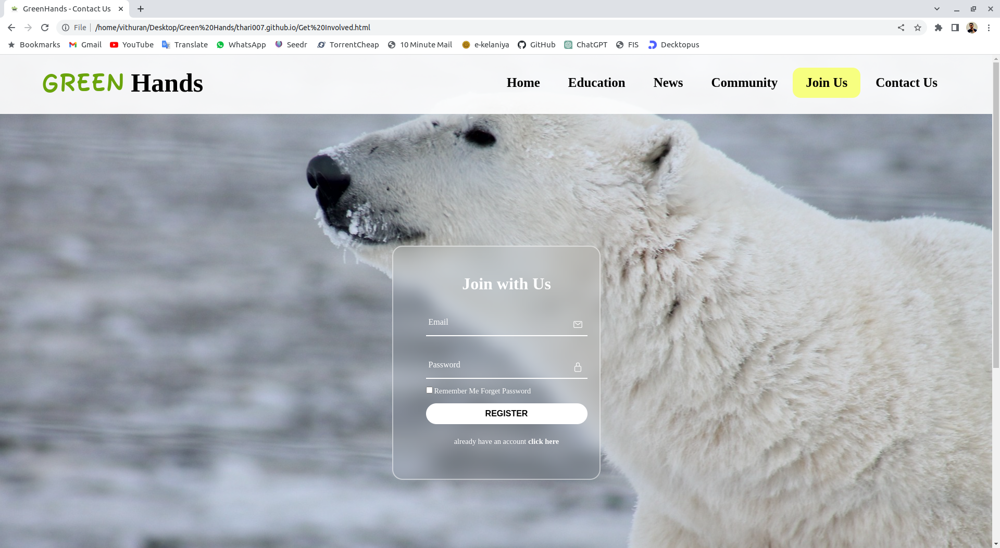 GreenHands - Contact Us
File /home/vithuran/Desktop/Green%20Hands/thari007.github.io/Get%20Involved.html
Bookmarks Gmail YouTube Translate WhatsApp Seedr TorrentCheap 10 Minute Mail e-kelaniya GitHub ChatGPT FIS Decktopus
GREEN Hands Home Education News Community Join Us Contact Us
Join with Us
Email
Password
Remember Me Forget Password
REGISTER
already have an account click here